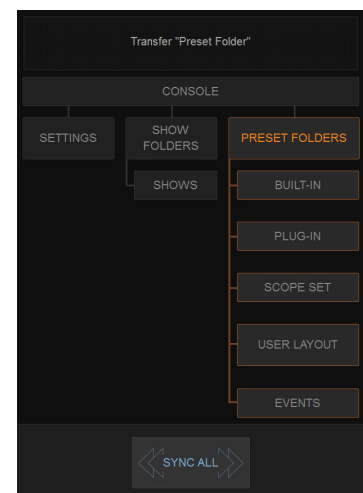 Transfer "Preset Folder"
CONSOLE
SETTINGS
SHOW
FOLDERS
PRESET FOLDERS
SHOWS
BUILT-IN
PLUG-IN
SCOPE SET
USER LAYOUT
EVENTS
SYNC ALL